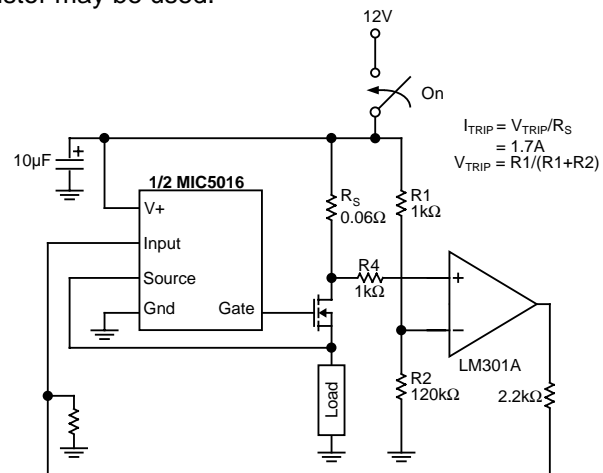 istor may be used.
12V
On
I_TRIP = V_TRIP/R_S
= 1.7A
V_TRIP = R1/(R1+R2)
10µF
+
1/2 MIC5016
V+
Input
Source
Gnd
Gate
R_S
0.06Ω
R1
1kΩ
R4
1kΩ
+
−
LM301A
R2
120kΩ
2.2kΩ
Load